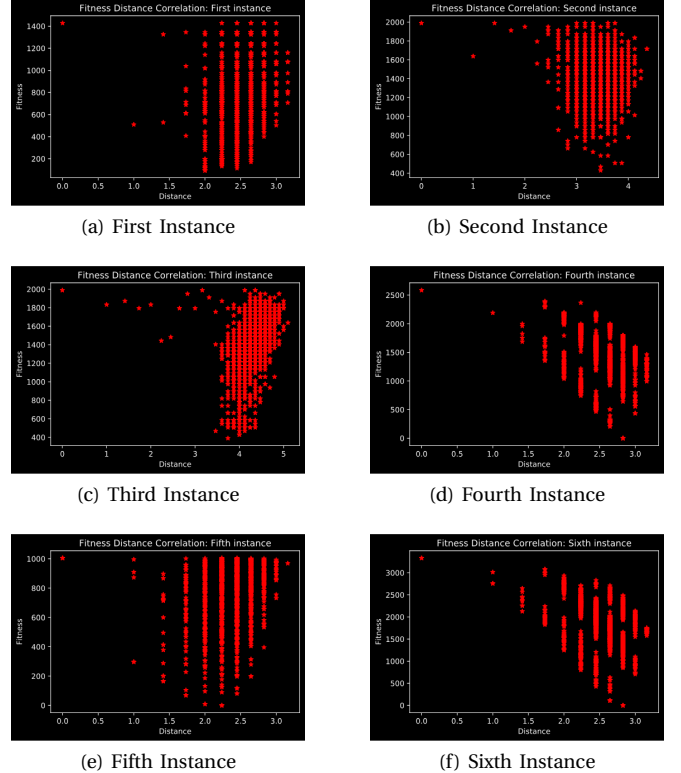 Fitness Distance Correlation: First instance
1400
1200
1000
800
600
400
200
Fitness
0.0 0.5 1.0 1.5 2.0 2.5 3.0
Distance
(a) First Instance
Fitness Distance Correlation: Second instance
2000
1800
1600
1400
1200
1000
800
600
400
Fitness
0 1 2 3 4
Distance
(b) Second Instance
Fitness Distance Correlation: Third instance
2000
1800
1600
1400
1200
1000
800
600
400
Fitness
0 1 2 3 4 5
Distance
(c) Third Instance
Fitness Distance Correlation: Fourth instance
2500
2000
1500
1000
500
0
Fitness
0.0 0.5 1.0 1.5 2.0 2.5 3.0
Distance
(d) Fourth Instance
Fitness Distance Correlation: Fifth instance
1000
800
600
400
200
0
Fitness
0.0 0.5 1.0 1.5 2.0 2.5 3.0
Distance
(e) Fifth Instance
Fitness Distance Correlation: Sixth instance
3000
2500
2000
1500
1000
500
0
Fitness
0.0 0.5 1.0 1.5 2.0 2.5 3.0
Distance
(f) Sixth Instance